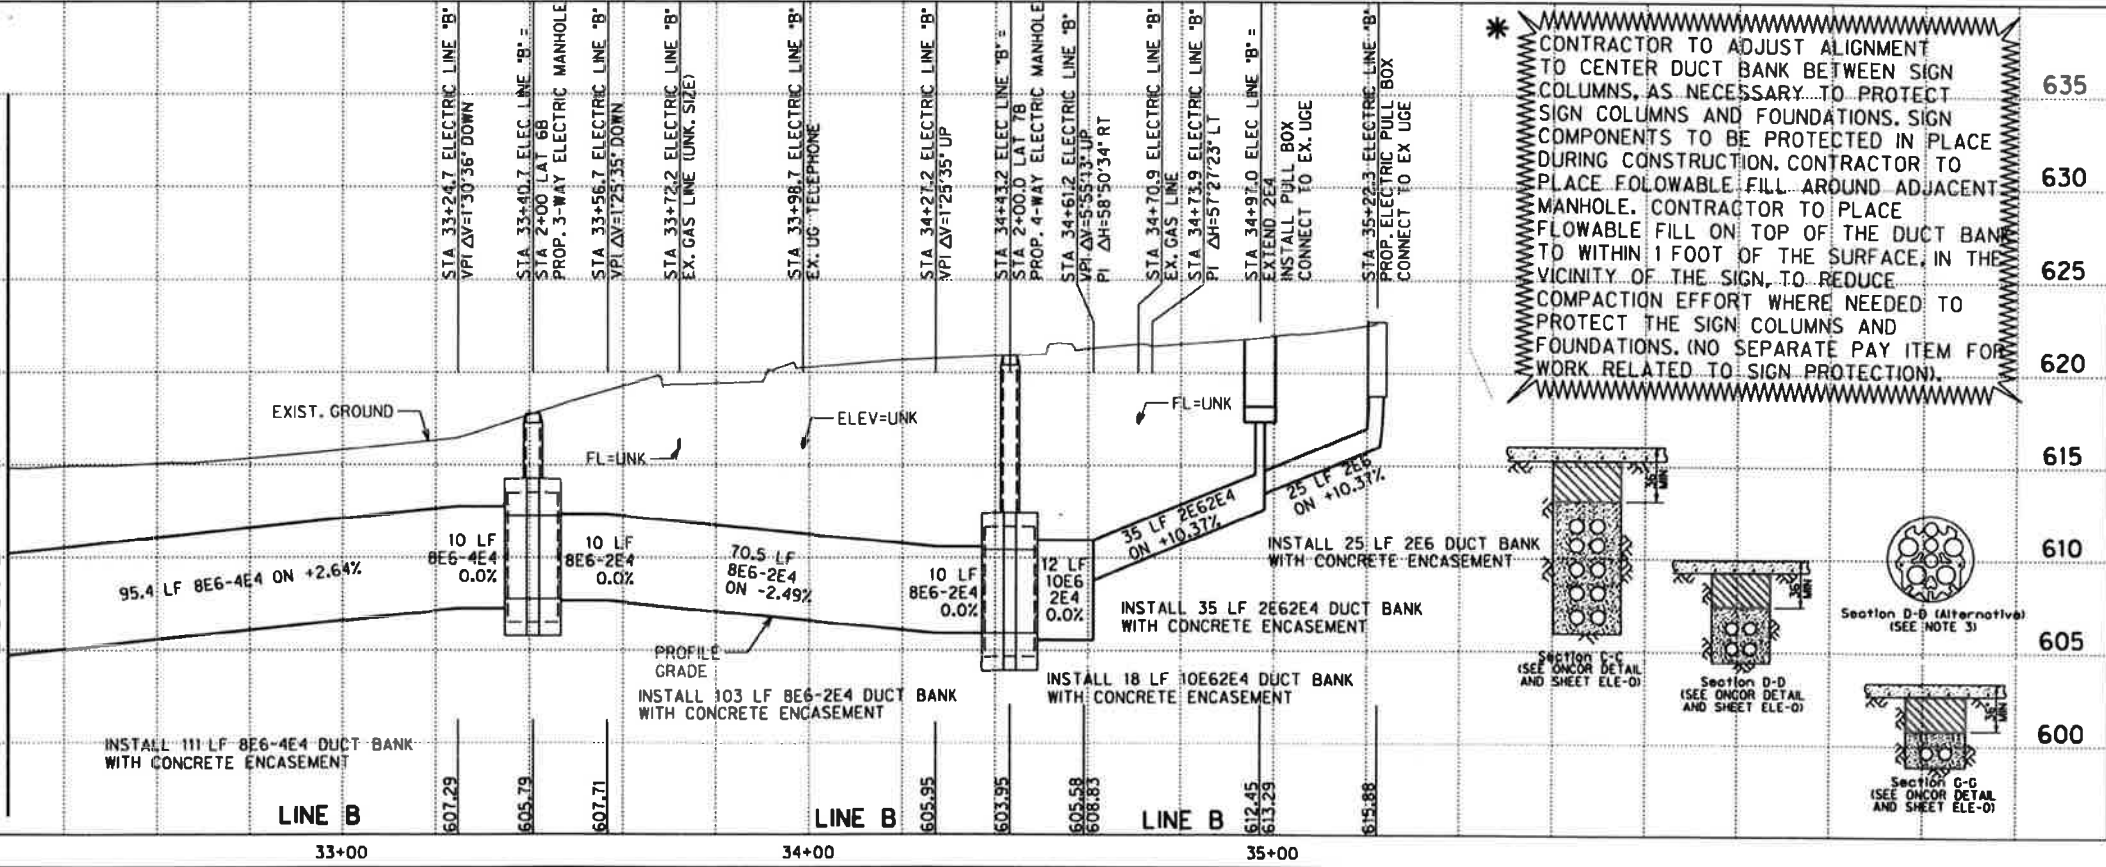 STA 33+24.7 ELECTRIC LINE "B"
VPI ΔV=1°30'36" DOWN
STA 33+40.7 ELEC LINE "B" =
STA 2+00 LAT 6B
PROP. 3-WAY ELECTRIC MANHOLE
STA 33+56.7 ELECTRIC LINE "B"
VPI ΔV=1°25'35" DOWN
STA 33+72.2 ELECTRIC LINE "B"
EX. GAS LINE (UNK. SIZE)
STA 33+98.7 ELECTRIC LINE "B"
EX. UG TELEPHONE
STA 34+27.2 ELECTRIC LINE "B"
VPI ΔV=1°25'35" UP
STA 34+43.2 ELEC LINE "B" =
STA 2+00.0 LAT 7B
PROP. 4-WAY ELECTRIC MANHOLE
STA 34+61.2 ELECTRIC LINE "B"
VPI ΔV=5°55'13" UP
PI ΔH=58°50'34" RT
STA 34+70.9 ELECTRIC LINE "B"
EX. GAS LINE
STA 34+73.9 ELECTRIC LINE "B"
PI ΔH=57°27'23" LT
STA 34+97.0 ELEC LINE "B" =
EXTEND 2E4
INSTALL PULL BOX
CONNECT TO EX. UGE
STA 35+22.3 ELECTRIC LINE "B"
PROP. ELECTRIC PULL BOX
CONNECT TO EX UGE
*
CONTRACTOR TO ADJUST ALIGNMENT
TO CENTER DUCT BANK BETWEEN SIGN
COLUMNS, AS NECESSARY TO PROTECT
SIGN COLUMNS AND FOUNDATIONS. SIGN
COMPONENTS TO BE PROTECTED IN PLACE
DURING CONSTRUCTION. CONTRACTOR TO
PLACE FOLOWABLE FILL AROUND ADJACENT
MANHOLE. CONTRACTOR TO PLACE
FLOWABLE FILL ON TOP OF THE DUCT BANK
TO WITHIN 1 FOOT OF THE SURFACE, IN THE
VICINITY OF THE SIGN, TO REDUCE
COMPACTION EFFORT WHERE NEEDED TO
PROTECT THE SIGN COLUMNS AND
FOUNDATIONS. (NO SEPARATE PAY ITEM FOR
WORK RELATED TO SIGN PROTECTION).
635
630
625
620
615
610
605
600
EXIST. GROUND
FL=UNK
ELEV=UNK
FL=UNK
95.4 LF 8E6-4E4 ON +2.64%
10 LF
8E6-4E4
0.0%
10 LF
8E6-2E4
0.0%
70.5 LF
8E6-2E4
ON -2.49%
10 LF
8E6-2E4
0.0%
12 LF
10E6
2E4
0.0%
35 LF 2E62E4
ON +10.37%
25 LF 2E6
ON +10.37%
INSTALL 25 LF 2E6 DUCT BANK
WITH CONCRETE ENCASEMENT
INSTALL 35 LF 2E62E4 DUCT BANK
WITH CONCRETE ENCASEMENT
INSTALL 18 LF 10E62E4 DUCT BANK
WITH CONCRETE ENCASEMENT
PROFILE
GRADE
INSTALL 103 LF 8E6-2E4 DUCT BANK
WITH CONCRETE ENCASEMENT
INSTALL 111 LF 8E6-4E4 DUCT BANK
WITH CONCRETE ENCASEMENT
36"
MIN
Section C-C
(SEE ONCOR DETAIL
AND SHEET ELE-0)
36"
MIN
Section D-D
(SEE ONCOR DETAIL
AND SHEET ELE-0)
Section D-D (Alternative)
(SEE NOTE 3)
36"
MIN
Section G-G
(SEE ONCOR DETAIL
AND SHEET ELE-0)
607.29
605.79
607.71
605.95
603.95
605.58
608.83
612.45
613.29
615.88
LINE B
LINE B
LINE B
33+00
34+00
35+00